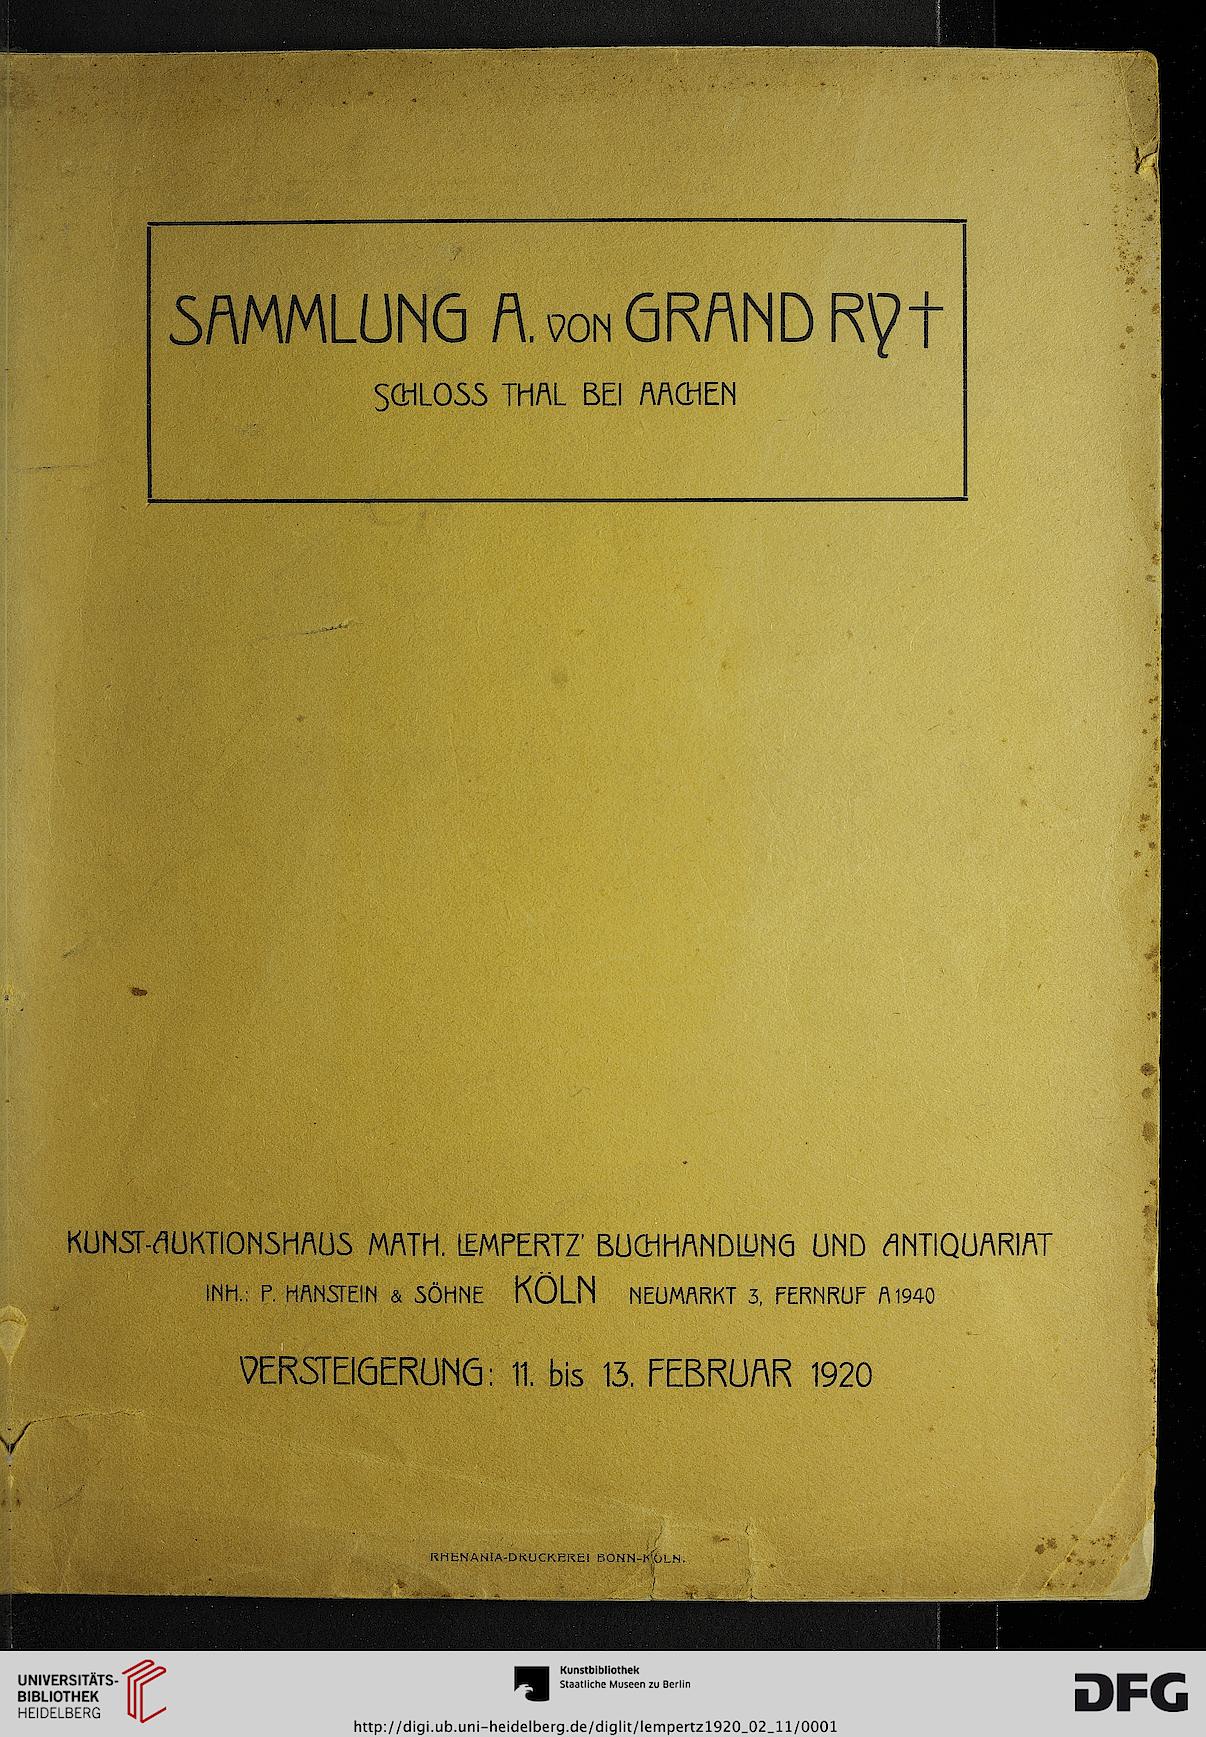 SAMMLUNG A. VON GRAND RY †
SCHLOSS THAL BEI AACHEN
KUNST-AUKTIONSHAUS MATH. LEMPERTZ' BUCHHANDLUNG UND ANTIQUARIAT
INH.: P. HANSTEIN & SÖHNE KÖLN NEUMARKT 3, FERNRUF A 1940
VERSTEIGERUNG: 11. bis 13. FEBRUAR 1920
RHENANIA-DRUCKEREI BONN-KÖLN.
UNIVERSITÄTS-
BIBLIOTHEK
HEIDELBERG
Kunstbibliothek
Staatliche Museen zu Berlin
DFG
http://digi.ub.uni-heidelberg.de/diglit/lempertz1920_02_11/0001